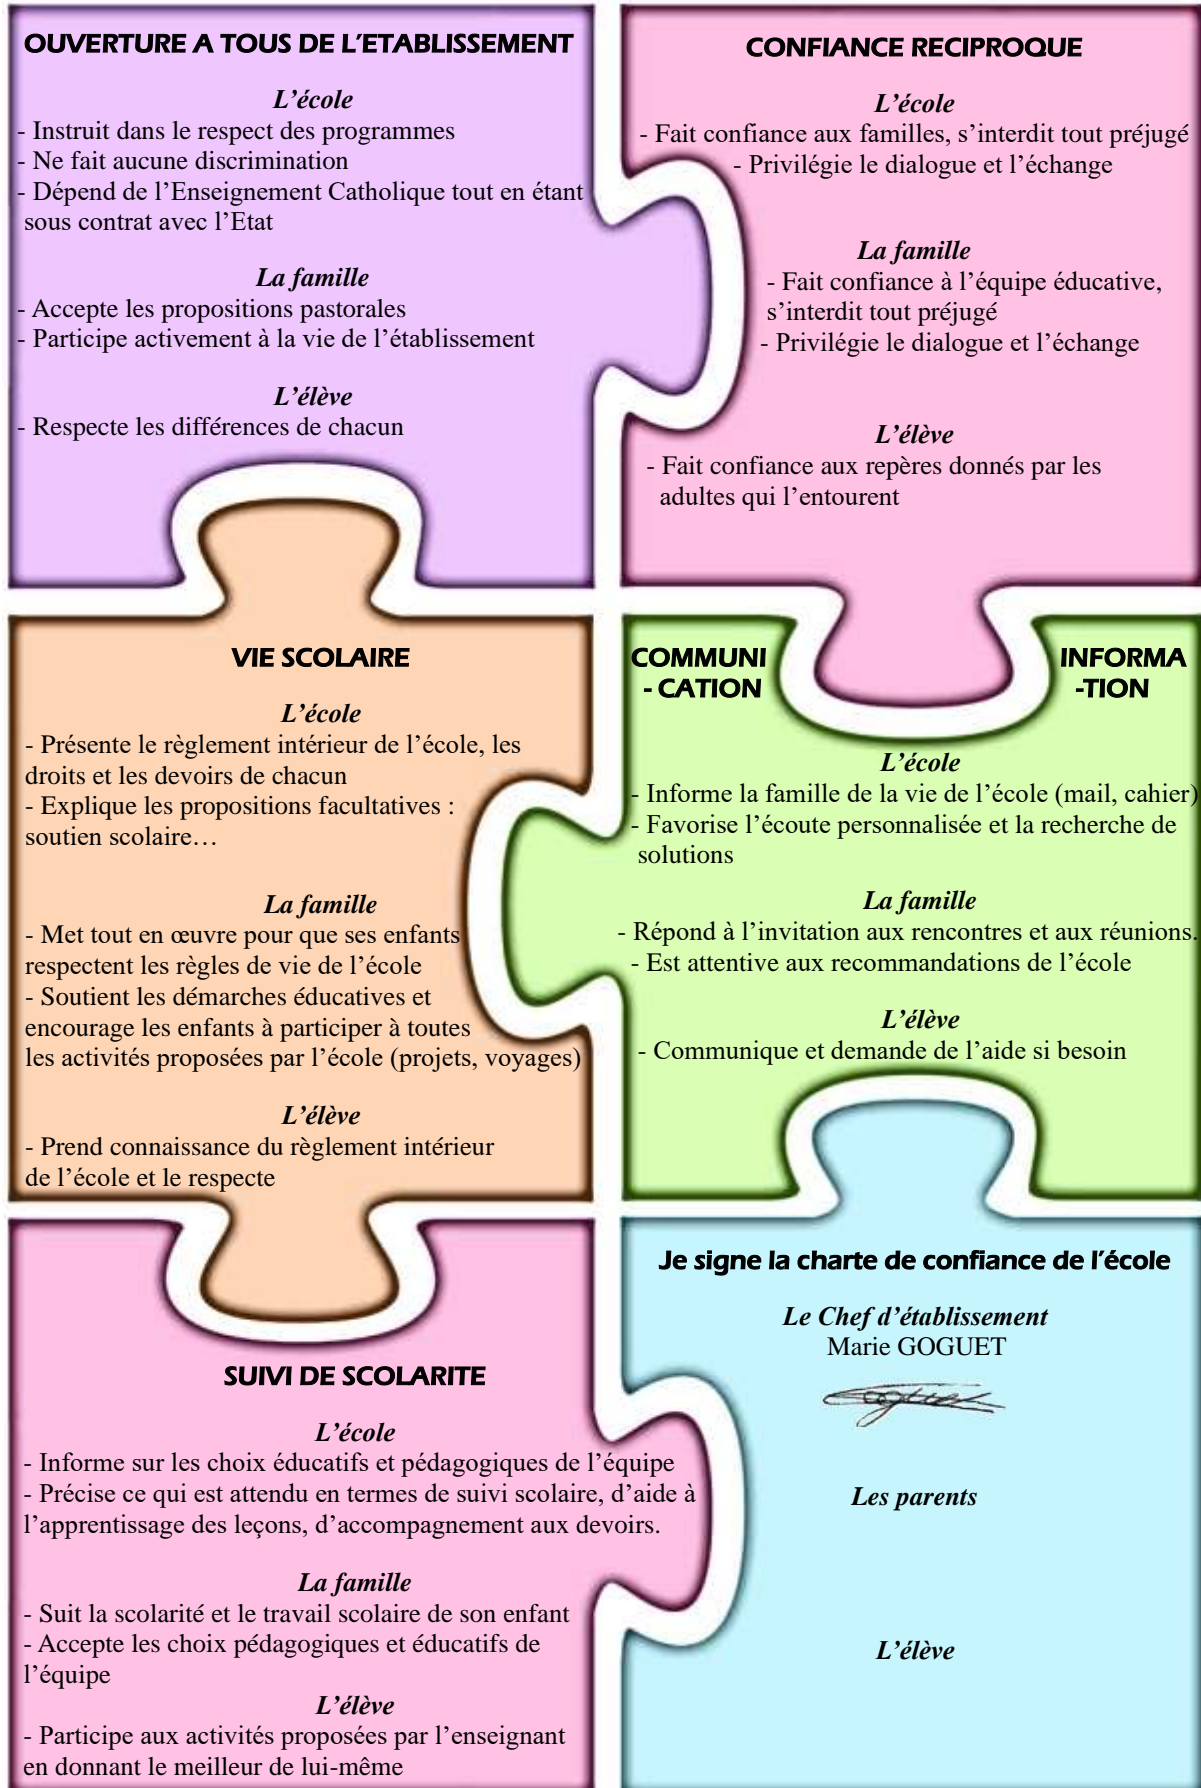 OUVERTURE A TOUS DE L’ETABLISSEMENT
L’école
- Instruit dans le respect des programmes
- Ne fait aucune discrimination
- Dépend de l’Enseignement Catholique tout en étant
sous contrat avec l’Etat
La famille
- Accepte les propositions pastorales
- Participe activement à la vie de l’établissement
L’élève
- Respecte les différences de chacun
CONFIANCE RECIPROQUE
L’école
- Fait confiance aux familles, s’interdit tout préjugé
- Privilégie le dialogue et l’échange
La famille
- Fait confiance à l’équipe éducative,
s’interdit tout préjugé
- Privilégie le dialogue et l’échange
L’élève
- Fait confiance aux repères donnés par les
adultes qui l’entourent
VIE SCOLAIRE
L’école
- Présente le règlement intérieur de l’école, les
droits et les devoirs de chacun
- Explique les propositions facultatives :
soutien scolaire…
La famille
- Met tout en œuvre pour que ses enfants
respectent les règles de vie de l’école
- Soutient les démarches éducatives et
encourage les enfants à participer à toutes
les activités proposées par l’école (projets, voyages)
L’élève
- Prend connaissance du règlement intérieur
de l’école et le respecte
COMMUNI
- CATION
INFORMA
-TION
L’école
- Informe la famille de la vie de l’école (mail, cahier)
- Favorise l’écoute personnalisée et la recherche de
solutions
La famille
- Répond à l’invitation aux rencontres et aux réunions.
- Est attentive aux recommandations de l’école
L’élève
- Communique et demande de l’aide si besoin
SUIVI DE SCOLARITE
L’école
- Informe sur les choix éducatifs et pédagogiques de l’équipe
- Précise ce qui est attendu en termes de suivi scolaire, d’aide à
l’apprentissage des leçons, d’accompagnement aux devoirs.
La famille
- Suit la scolarité et le travail scolaire de son enfant
- Accepte les choix pédagogiques et éducatifs de
l’équipe
L’élève
- Participe aux activités proposées par l’enseignant
en donnant le meilleur de lui-même
Je signe la charte de confiance de l’école
Le Chef d’établissement
Marie GOGUET
Goguet
Les parents
L’élève